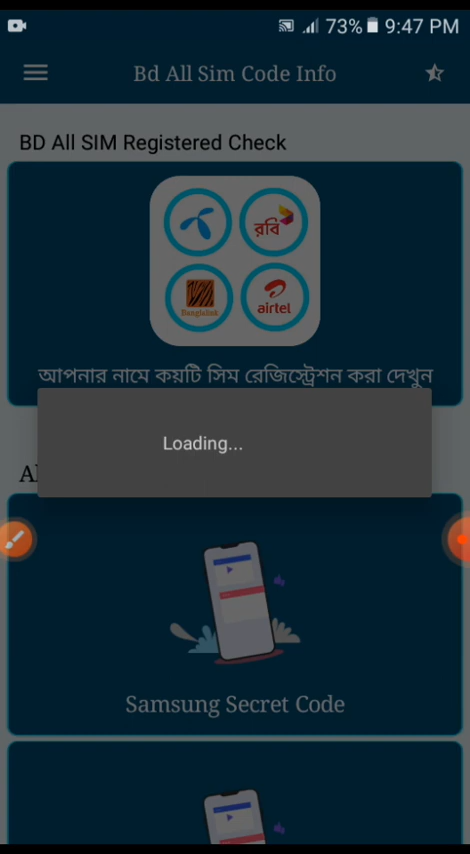 73% 9:47 PM
Bd All Sim Code Info
BD All SIM Registered Check
রবি
Banglalink
airtel
আপনার নামে কয়টি সিম রেজিস্ট্রেশন করা দেখুন
Loading...
Al
Samsung Secret Code